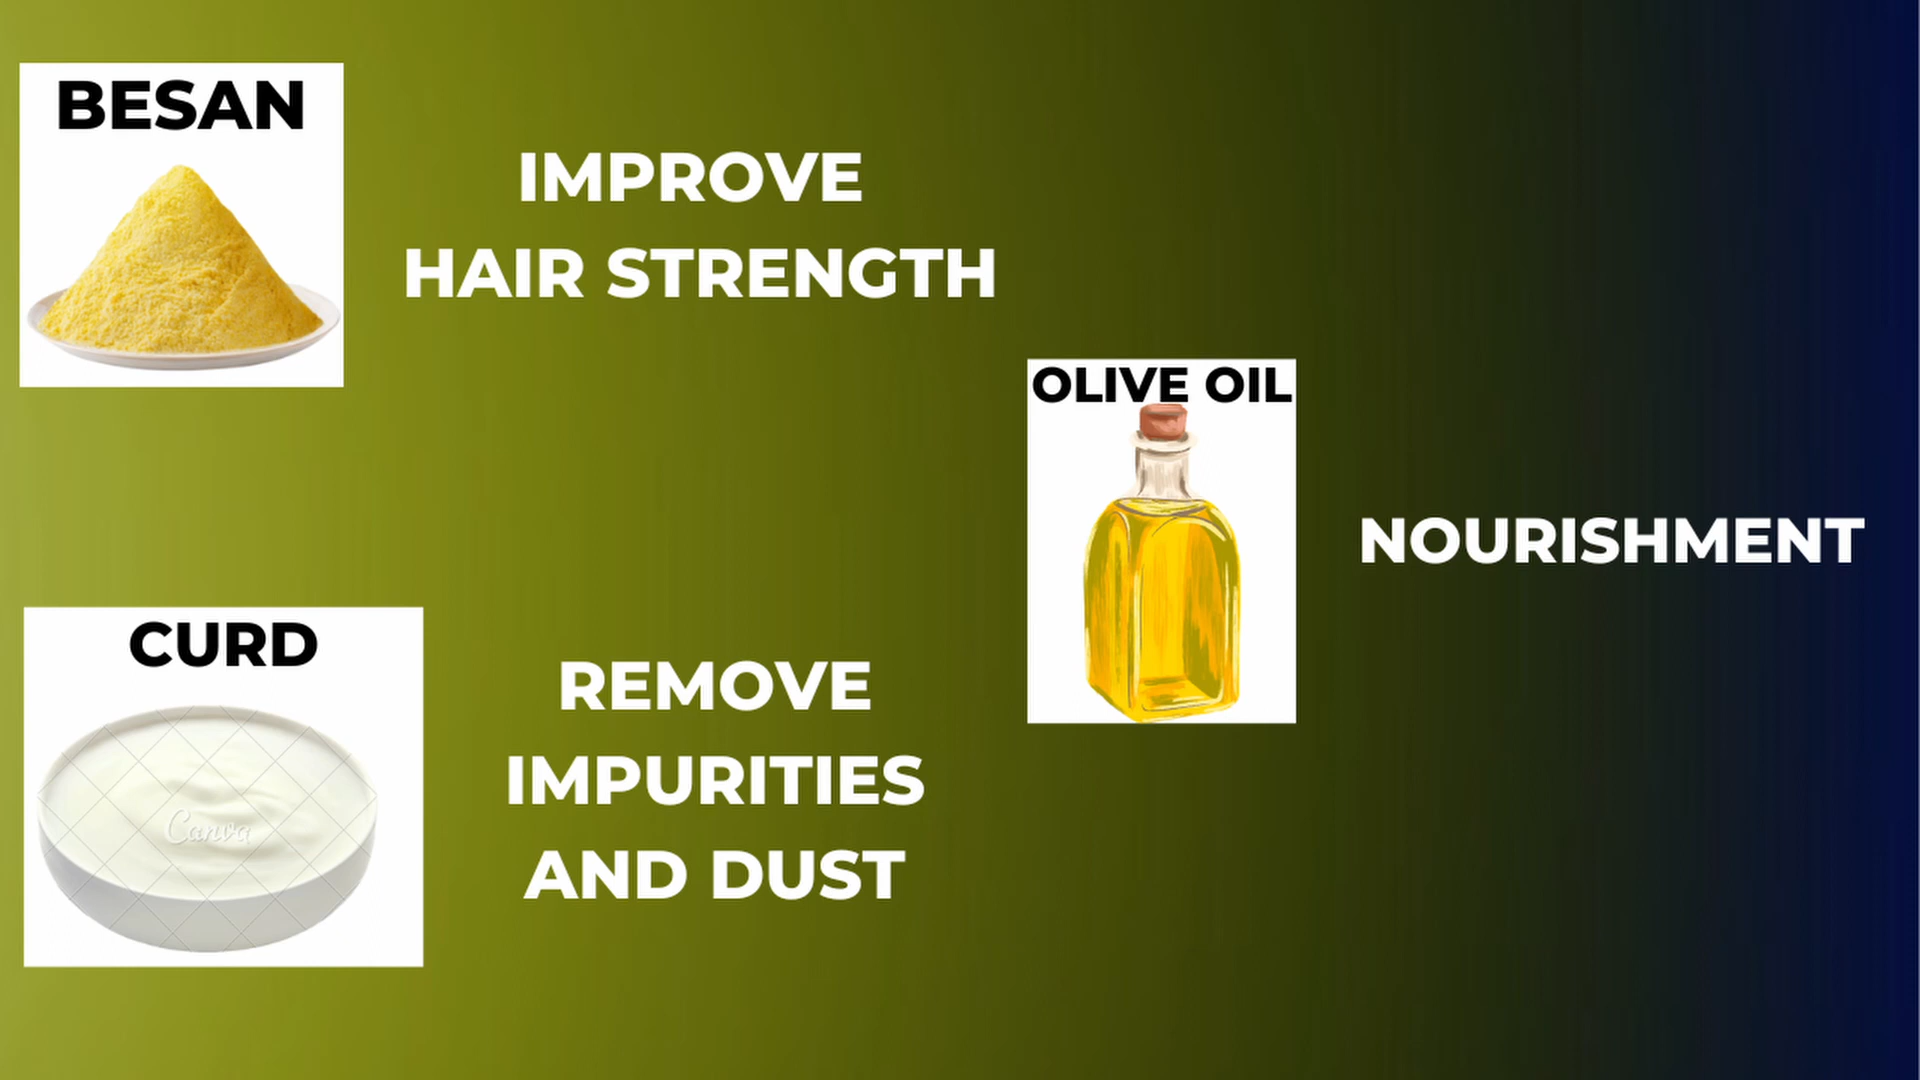 BESAN
IMPROVE
HAIR STRENGTH
OLIVE OIL
NOURISHMENT
CURD
Canva
REMOVE
IMPURITIES
AND DUST